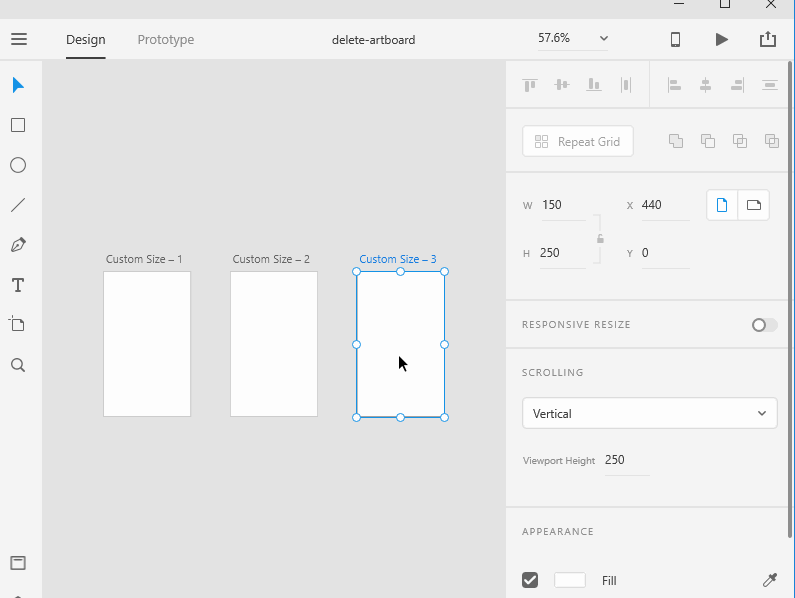 Design Prototype delete-artboard 57.6%
Repeat Grid
W 150 X 440
H 250 Y 0
Custom Size – 1 Custom Size – 2 Custom Size – 3
RESPONSIVE RESIZE
SCROLLING
Vertical
Viewport Height 250
APPEARANCE
Fill